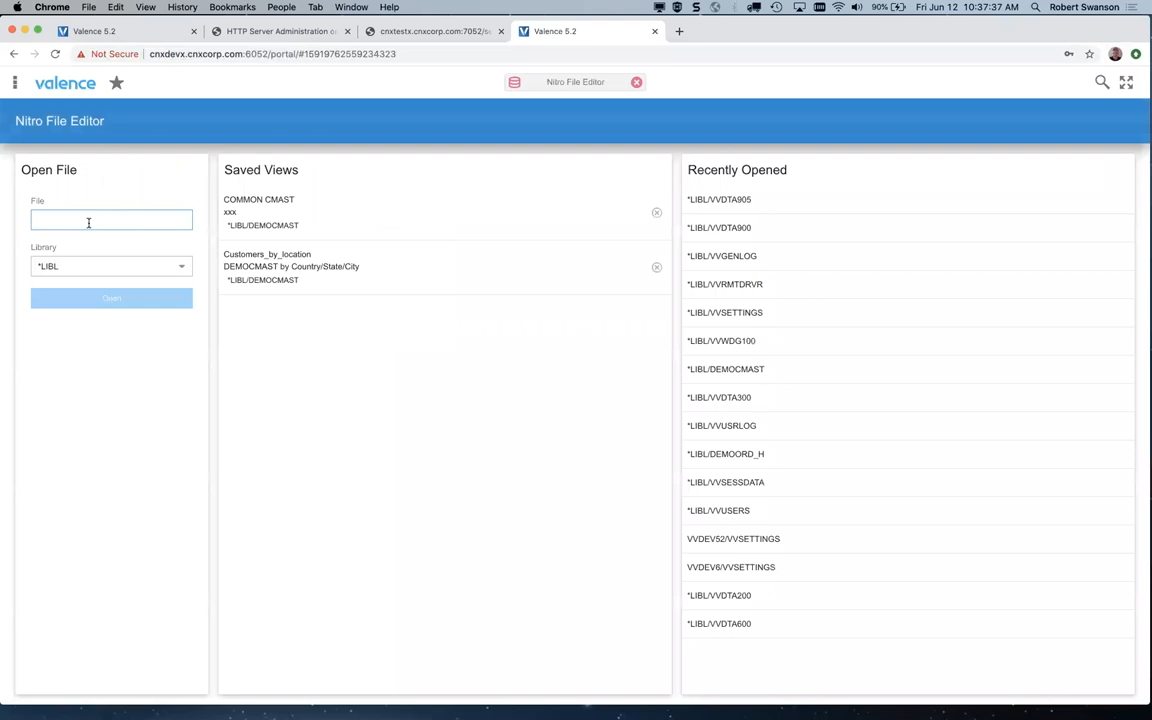 Chrome File Edit View History Bookmarks People Tab Window Help 90% Fri Jun 12 10:37:37 AM Robert Swanson
Valence 5.2
HTTP Server Administration o
cnxtestx.cnxcorp.com:7052/s
Valence 5.2
Not Secure cnxdevx.cnxcorp.com:6052/portal/#15919762559234323
valence
Nitro File Editor
Nitro File Editor
Open File
File
Library
*LIBL
Open
Saved Views
COMMON CMAST
xxx
*LIBL/DEMOCMAST
Customers_by_location
DEMOCMAST by Country/State/City
*LIBL/DEMOCMAST
Recently Opened
*LIBL/VVDTA905
*LIBL/VVDTA900
*LIBL/VVGENLOG
*LIBL/VVRMTDRVR
*LIBL/VVSETTINGS
*LIBL/VVWDG100
*LIBL/DEMOCMAST
*LIBL/VVDTA300
*LIBL/VVUSRLOG
*LIBL/DEMOORD_H
*LIBL/VVSESSDATA
*LIBL/VVUSERS
VVDEV52/VVSETTINGS
VVDEV6/VVSETTINGS
*LIBL/VVDTA200
*LIBL/VVDTA600